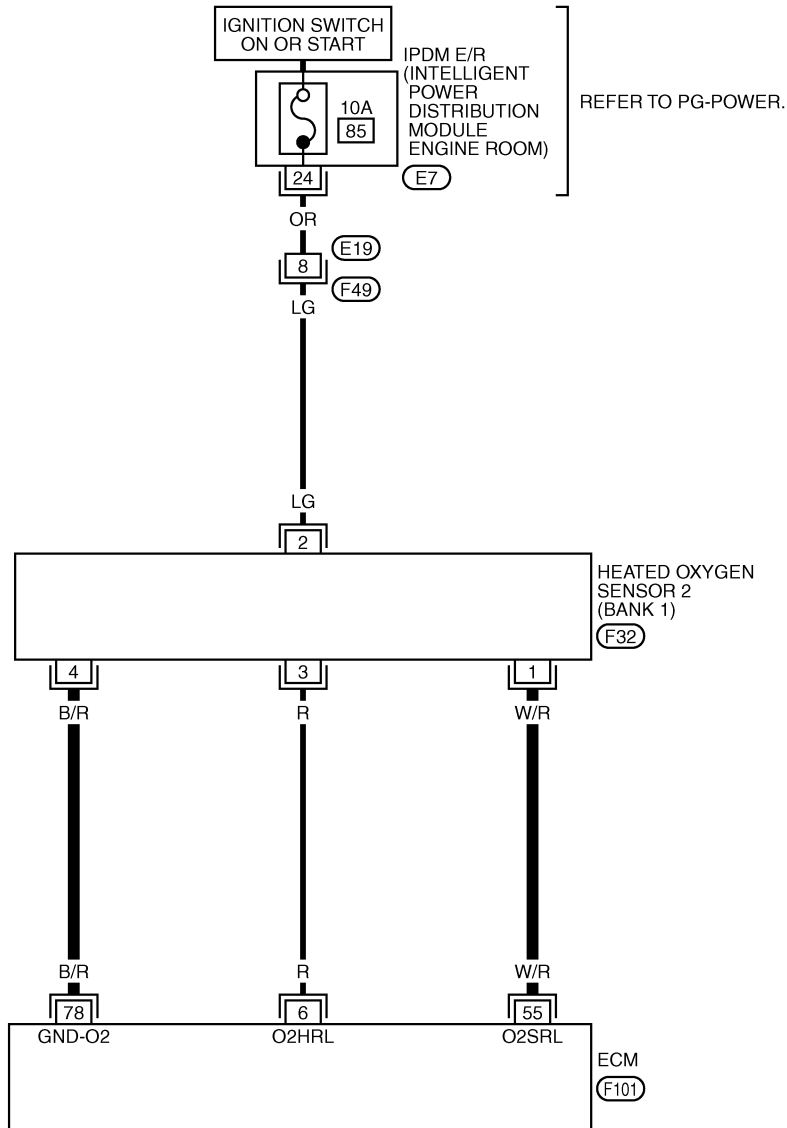 IGNITION SWITCH
ON OR START
IPDM E/R
(INTELLIGENT
POWER
DISTRIBUTION
MODULE
ENGINE ROOM)
10A
85
REFER TO PG-POWER.
24
E7
OR
E19
8
F49
LG
LG
2
HEATED OXYGEN
SENSOR 2
(BANK 1)
F32
4 3 1
B/R R W/R
B/R R W/R
78 6 55
GND-O2 O2HRL O2SRL
ECM
F101